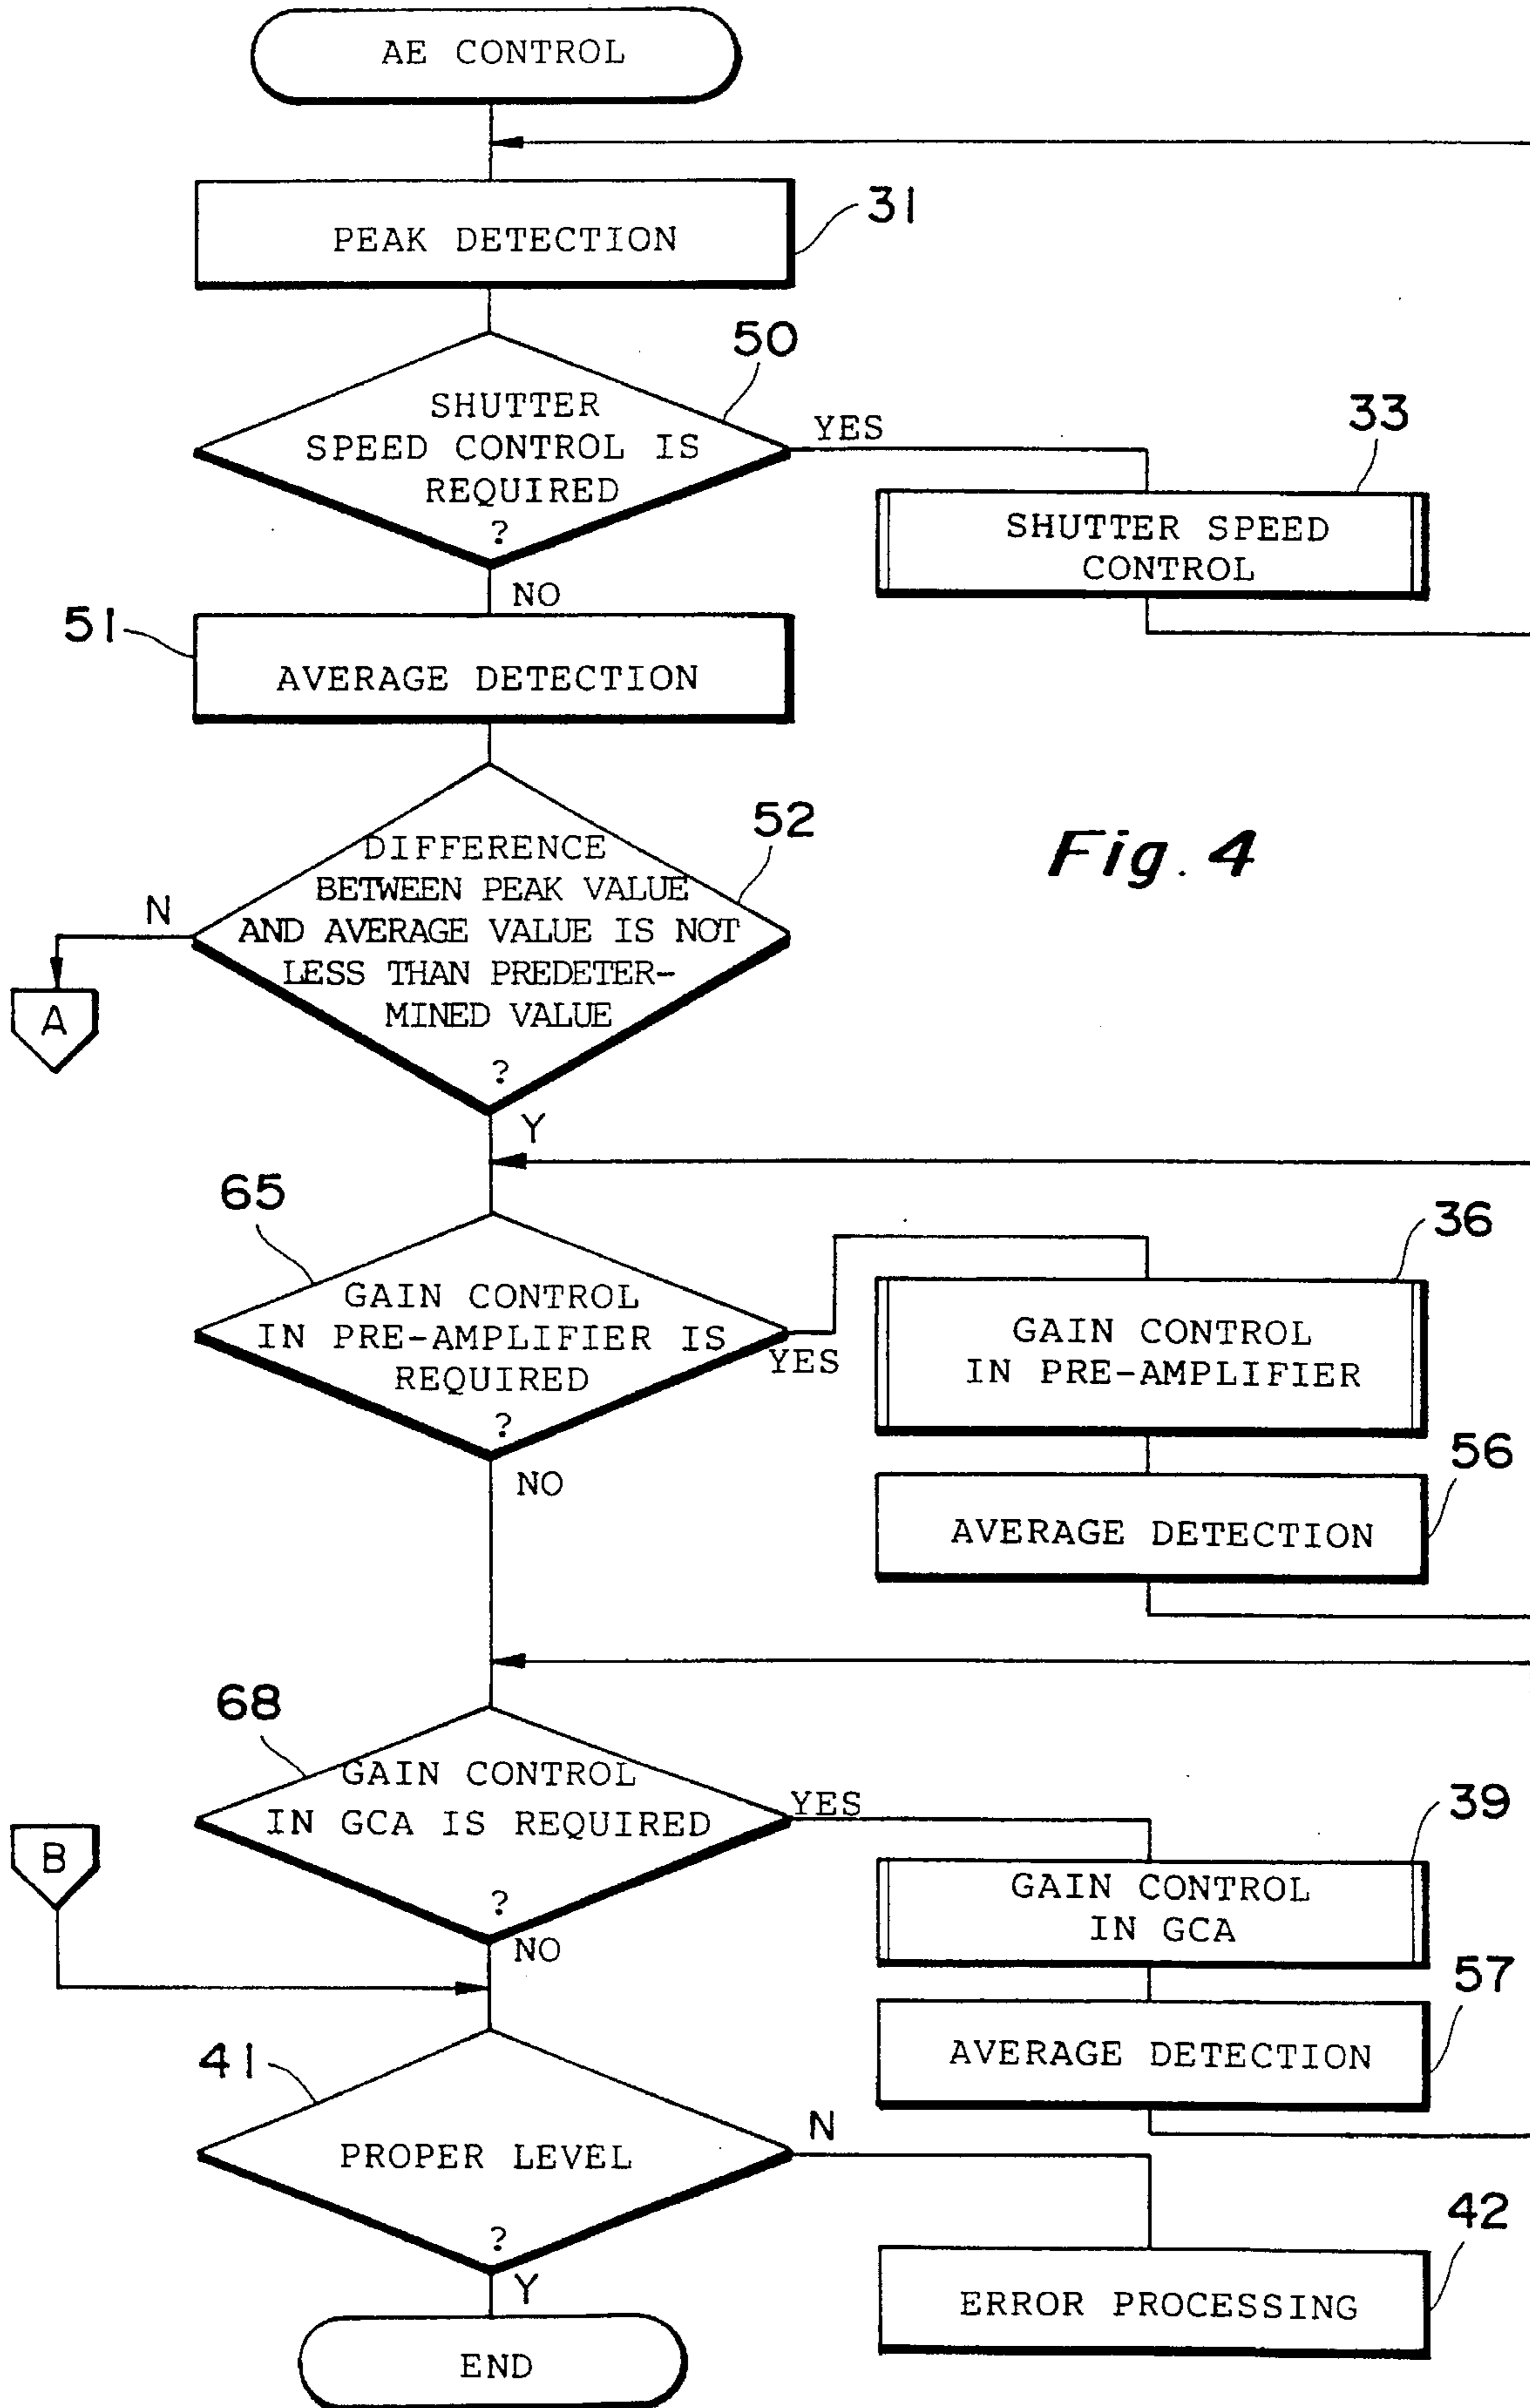 AE CONTROL
PEAK DETECTION
31
50
SHUTTER
SPEED CONTROL IS
REQUIRED
?
YES
33
SHUTTER SPEED
CONTROL
NO
51
AVERAGE DETECTION
52
DIFFERENCE
BETWEEN PEAK VALUE
AND AVERAGE VALUE IS NOT
LESS THAN PREDETER-
MINED VALUE
?
N
A
Fig. 4
Y
65
GAIN CONTROL
IN PRE-AMPLIFIER IS
REQUIRED
?
YES
36
GAIN CONTROL
IN PRE-AMPLIFIER
56
AVERAGE DETECTION
NO
68
GAIN CONTROL
IN GCA IS REQUIRED
?
YES
39
GAIN CONTROL
IN GCA
B
NO
57
AVERAGE DETECTION
41
PROPER LEVEL
?
N
42
ERROR PROCESSING
Y
END